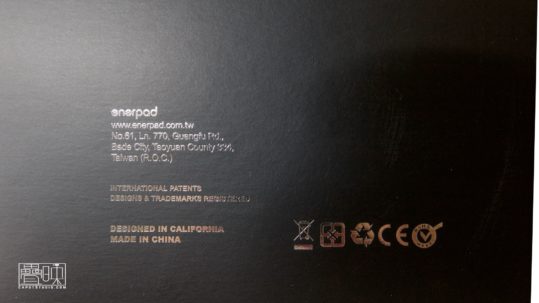 enerpad
www.enerpad.com.tw
No.61, Ln. 770, Guangfu Rd.,
Bade City, Taoyuan County 334,
Taiwan (R.O.C.)
INTERNATIONAL PATENTS
DESIGNS & TRADEMARKS REGISTERED
DESIGNED IN CALIFORNIA
MADE IN CHINA
CE